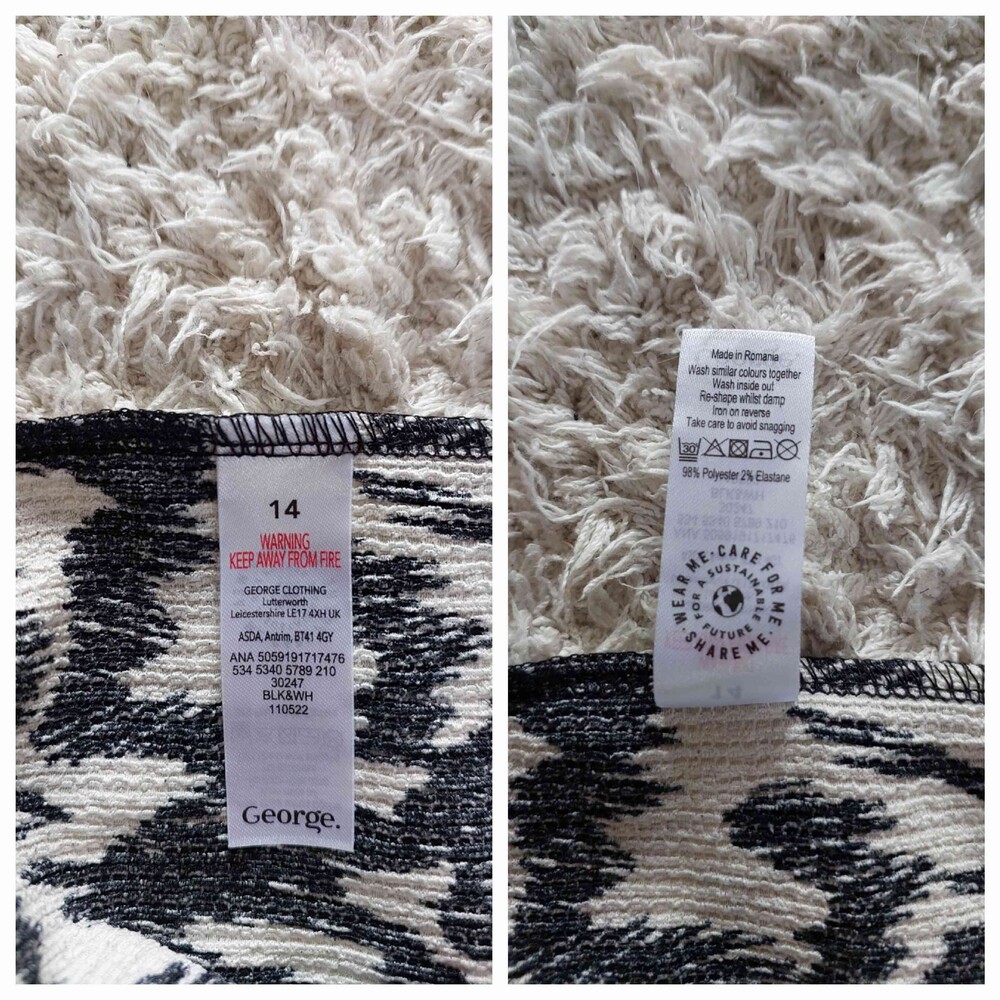 14
WARNING
KEEP AWAY FROM FIRE
GEORGE CLOTHING
Lutterworth
Leicestershire LE17 4XH UK
ASDA, Antrim, BT41 4GY
ANA 5059191717476
534 5340 5789 210
30247
BLK&WH
110522
George.
Made in Romania
Wash similar colours together
Wash inside out
Re-shape whilst damp
Iron on reverse
Take care to avoid snagging
30
98% Polyester 2% Elastane
WEAR ME · CARE FOR ME · SHARE ME ·
FOR A SUSTAINABLE FUTURE